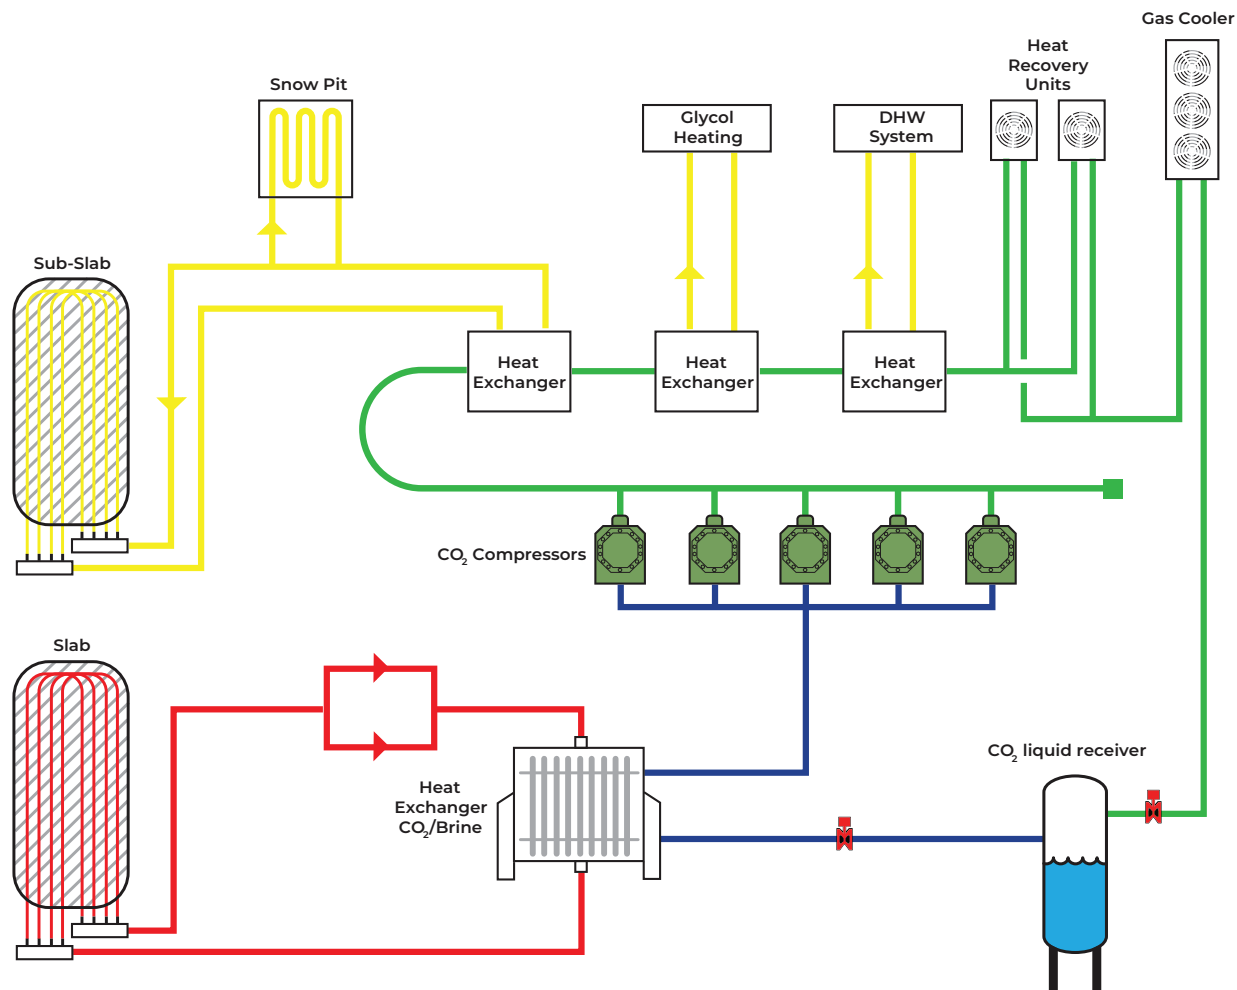 Gas Cooler
Heat
Recovery
Units
Snow Pit
Glycol
Heating
DHW
System
Sub-Slab
Heat
Exchanger
Heat
Exchanger
Heat
Exchanger
CO₂ Compressors
Slab
CO₂ liquid receiver
Heat
Exchanger
CO₂/Brine